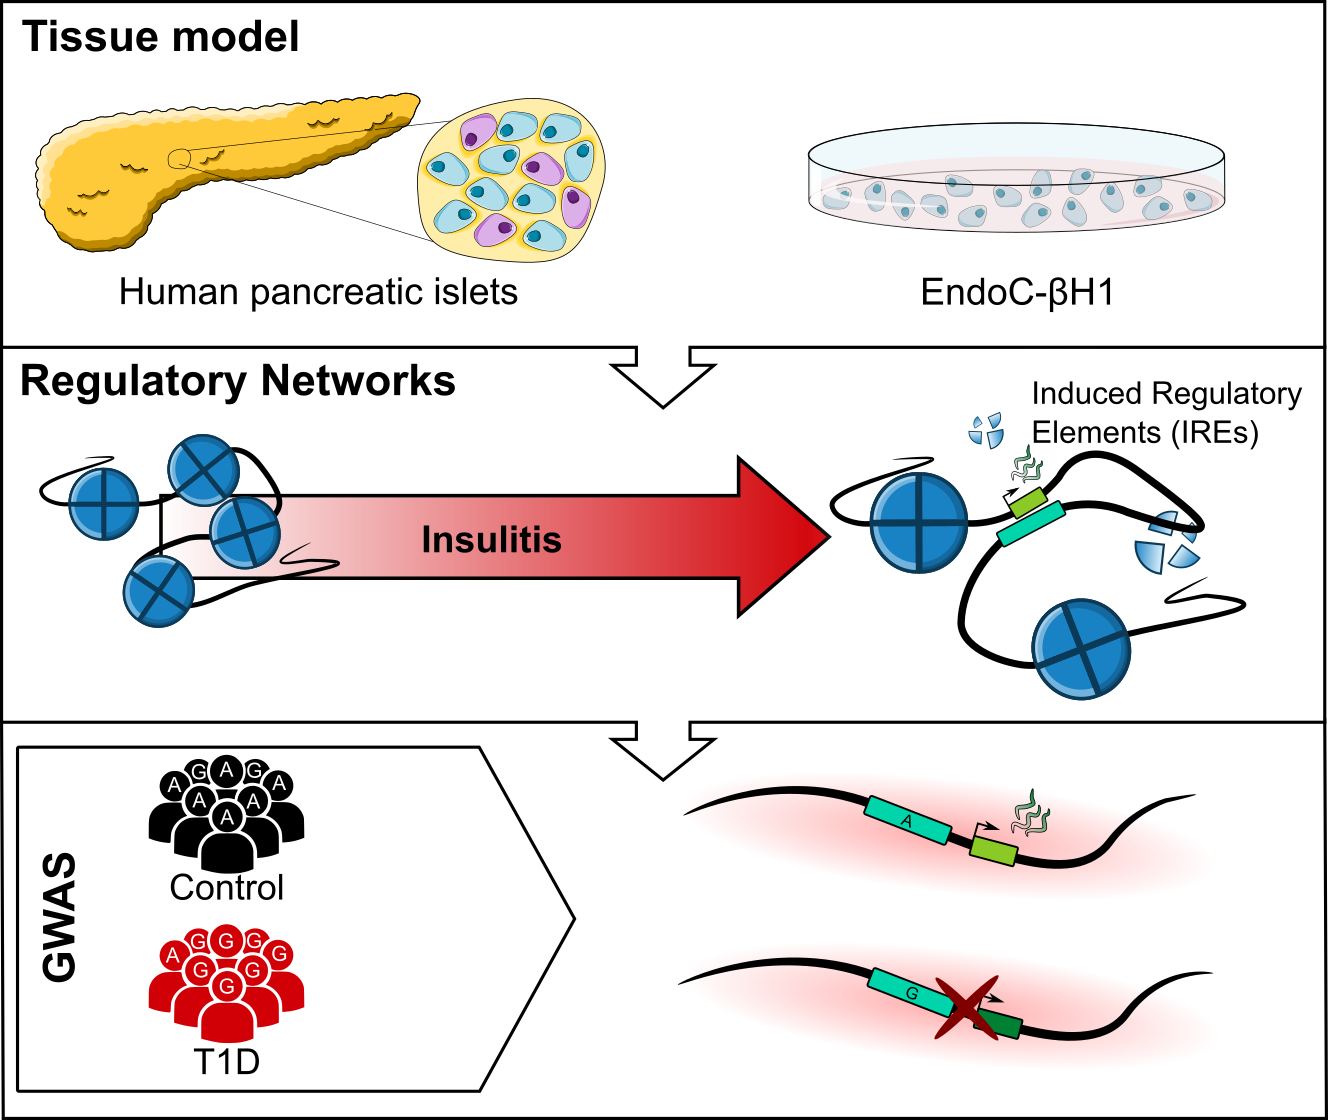 Tissue model
Human pancreatic islets
EndoC-βH1
Regulatory Networks
Induced Regulatory
Elements (IREs)
Insulitis
GWAS
A G A G A
A A
A
Control
A G G G G
G G
G
T1D
A
G